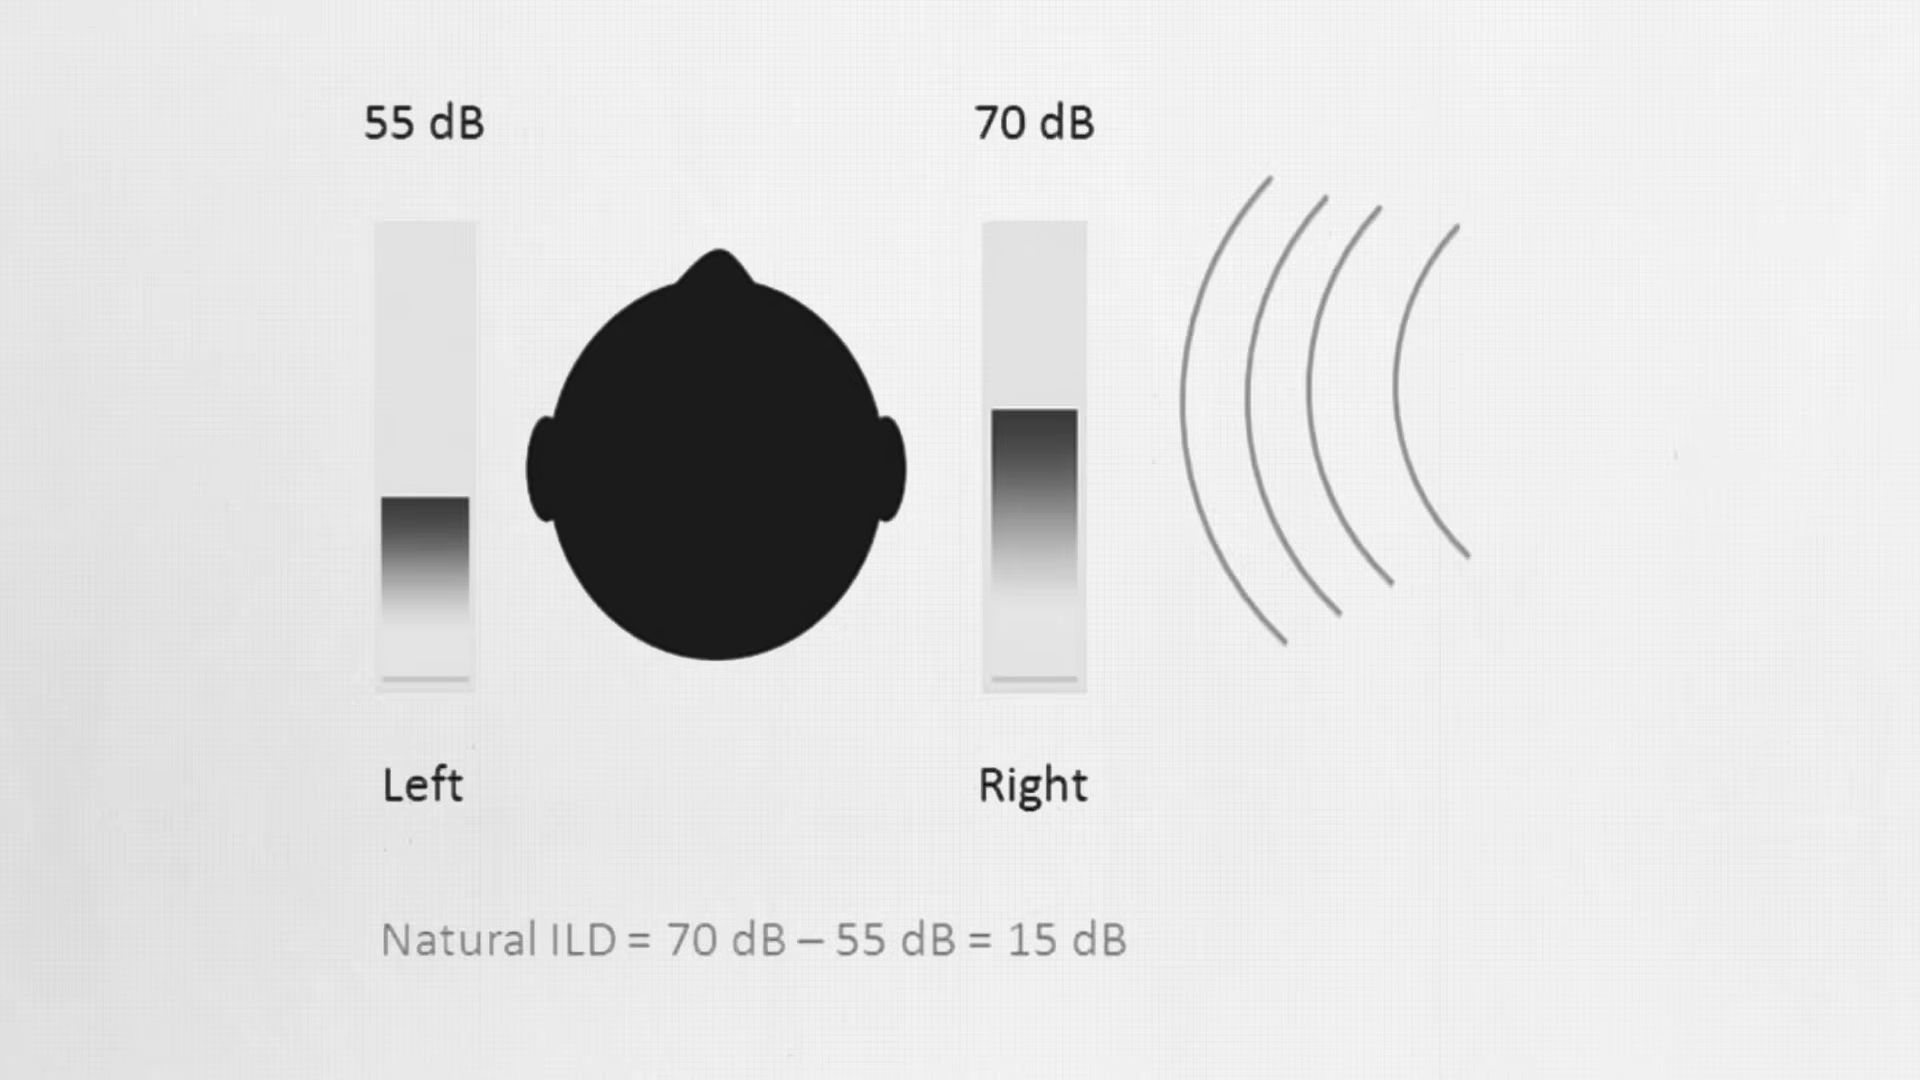 55 dB
70 dB
Left
Right
Natural ILD = 70 dB – 55 dB = 15 dB